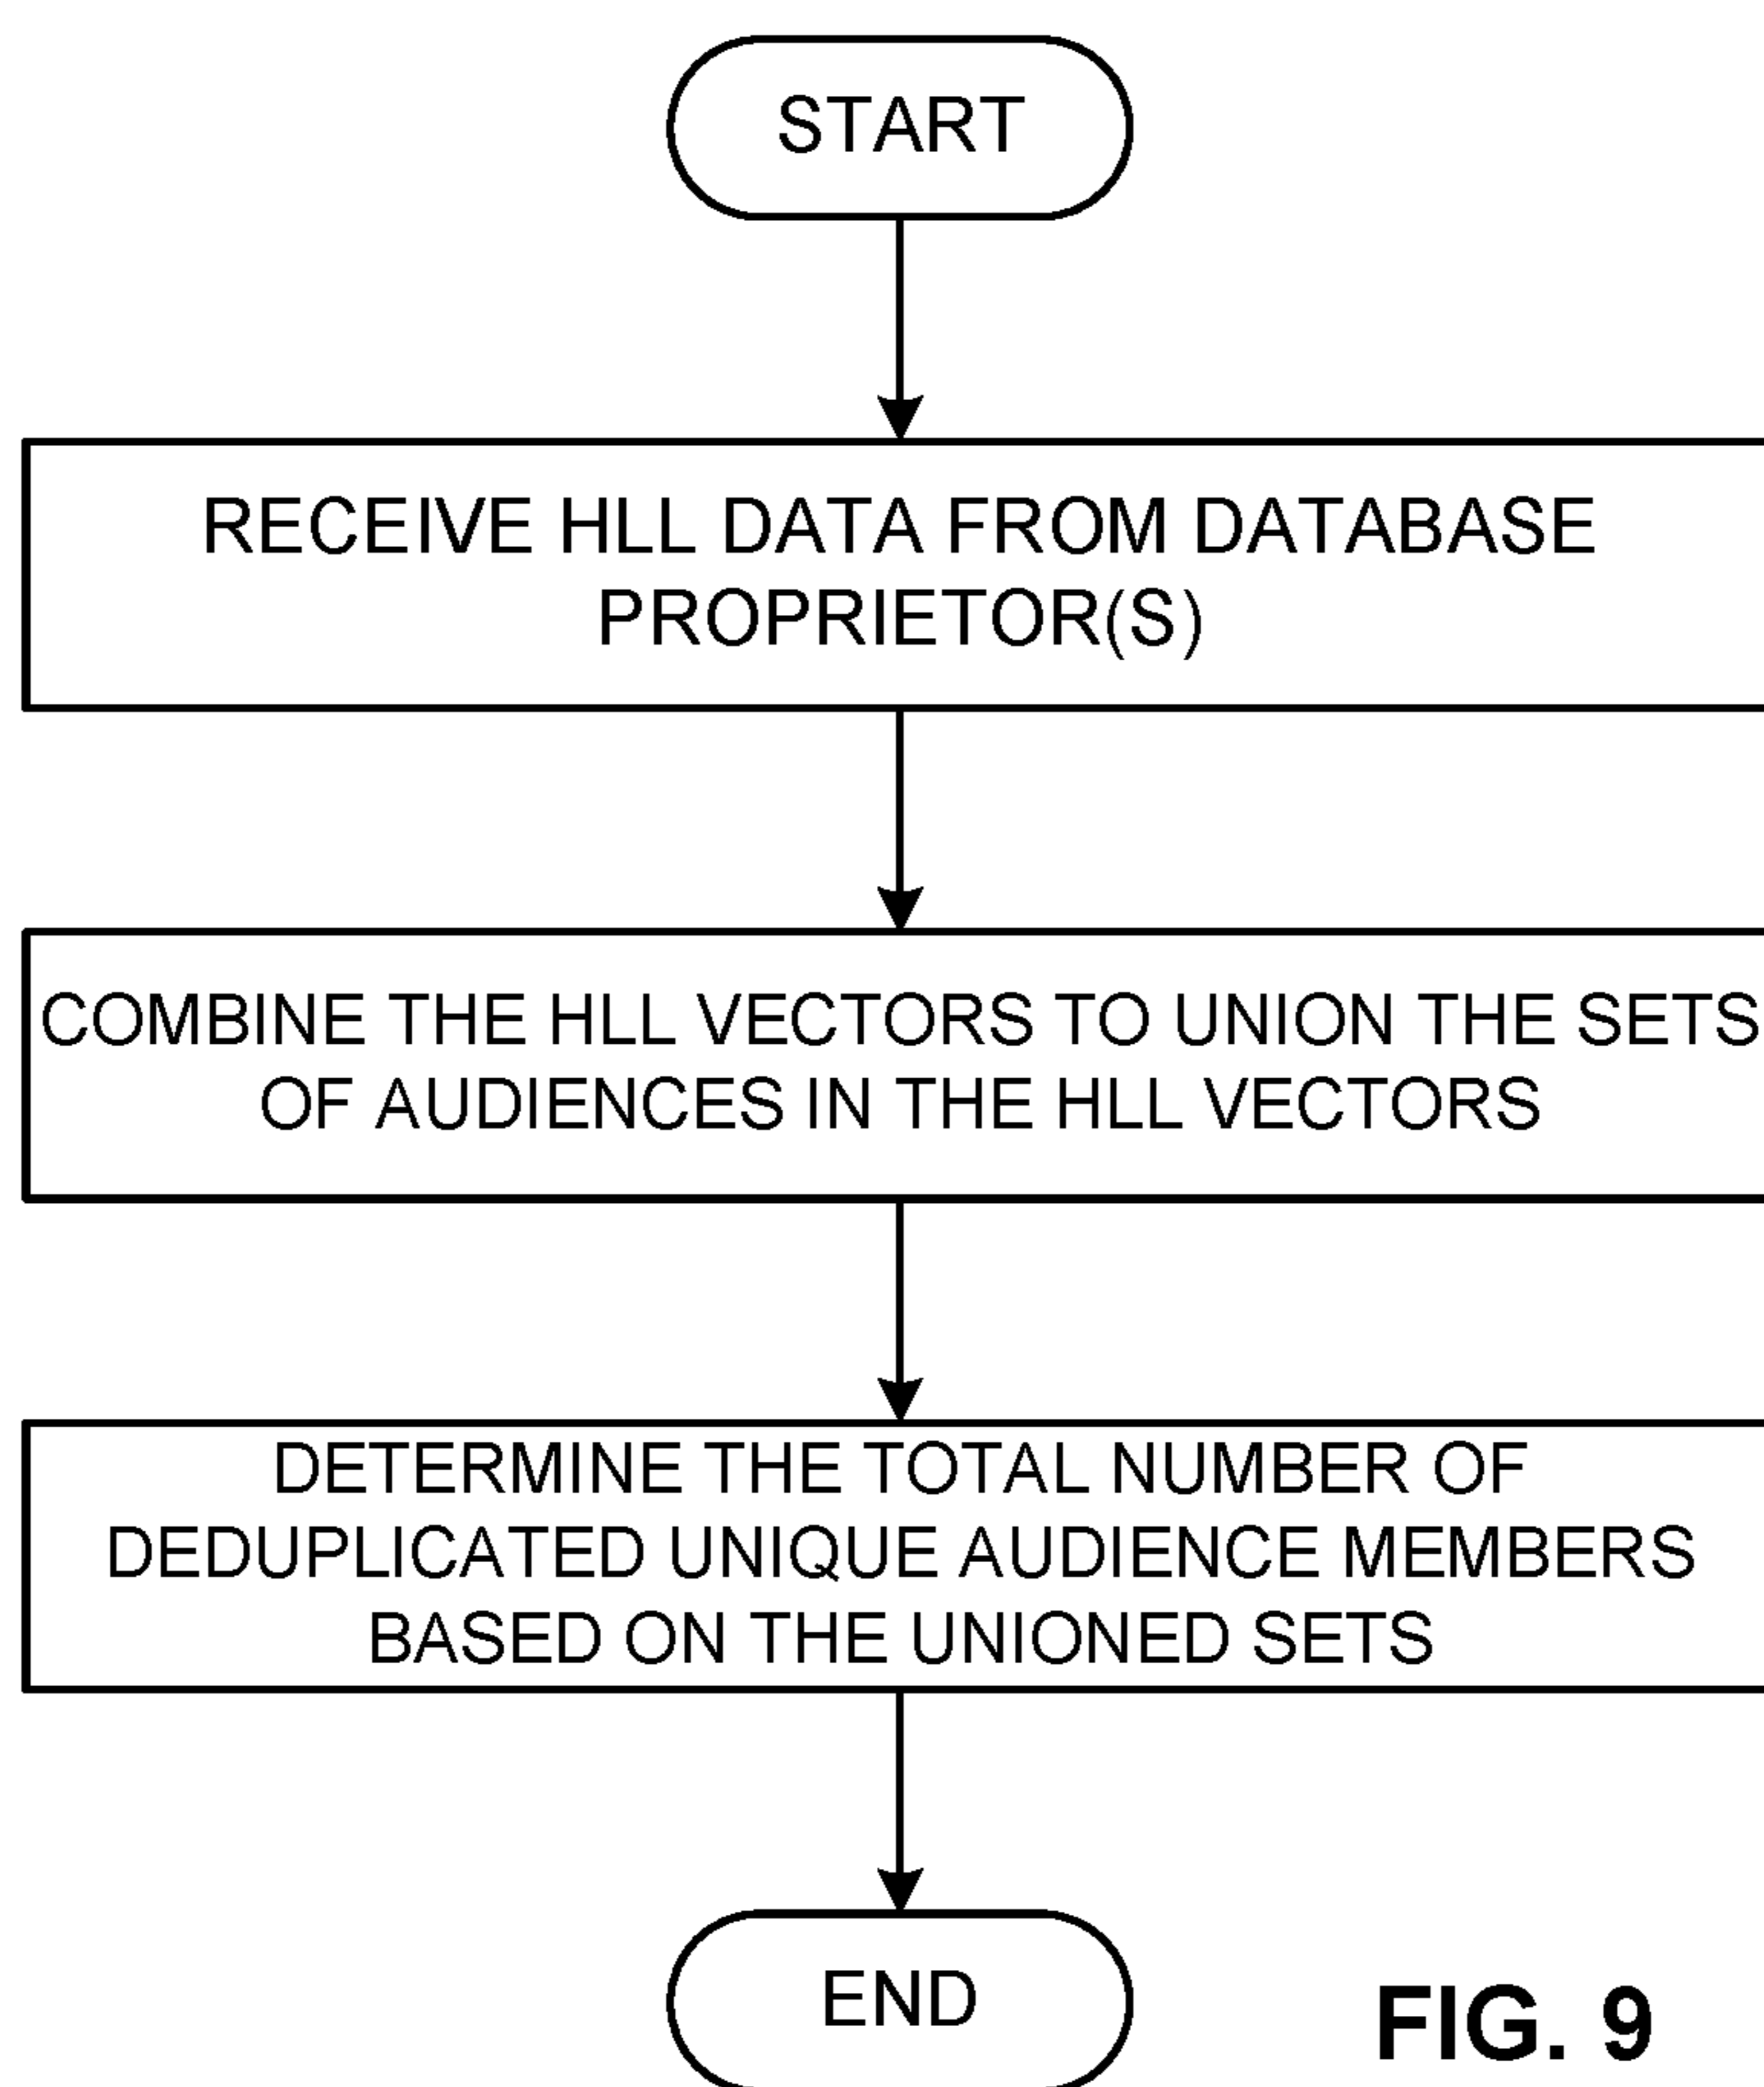 START
RECEIVE HLL DATA FROM DATABASE
PROPRIETOR(S)
COMBINE THE HLL VECTORS TO UNION THE SETS
OF AUDIENCES IN THE HLL VECTORS
DETERMINE THE TOTAL NUMBER OF
DEDUPLICATED UNIQUE AUDIENCE MEMBERS
BASED ON THE UNIONED SETS
END
FIG. 9